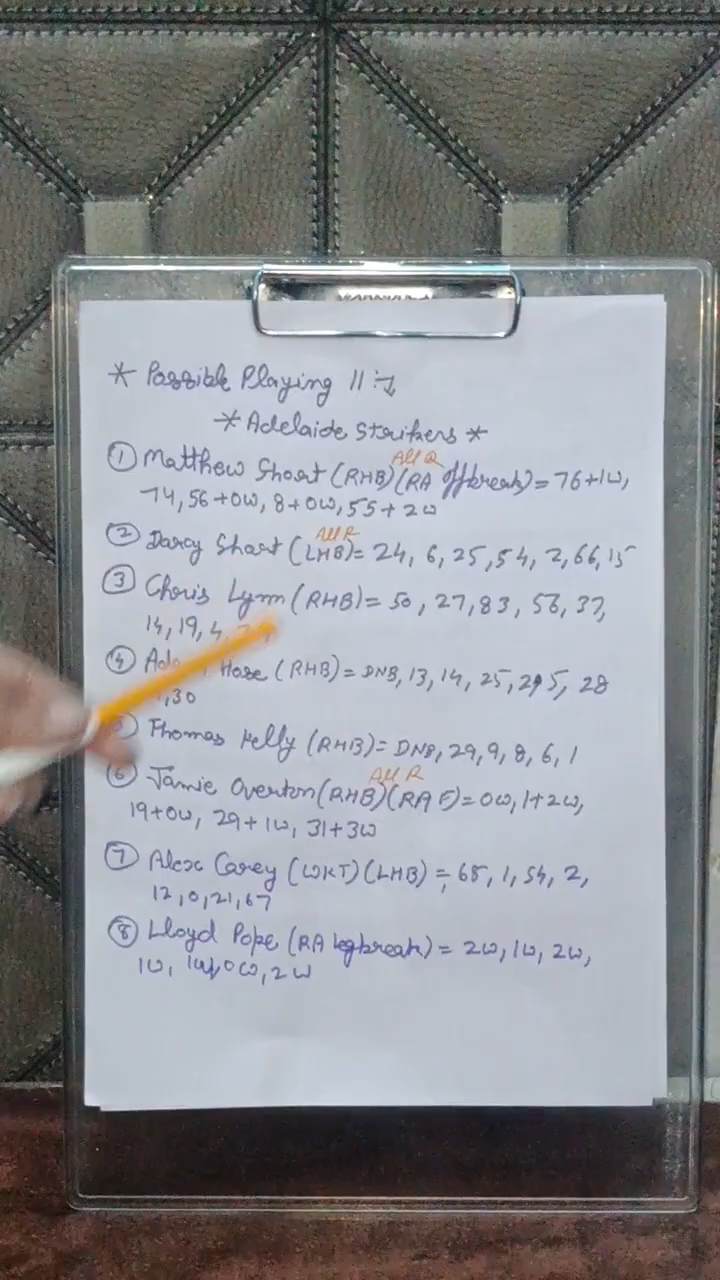 * Possible Playing 11 :-
* Adelaide Strikers *
① Matthew Short (RHB) (RA offbreak) = 76+1W,
All R
74, 56+0W, 8+0W, 55+2W
② Darcy Short (LHB) = 24, 6, 25, 54, 2, 66, 15
All R
③ Chris Lynn (RHB) = 50, 27, 83, 56, 37,
14, 19, 4,
④ Hose (RHB) = DNB, 13, 14, 25, 28
,30
Thomas Kelly (RHB) = DNB, 29, 9, 8, 6, 1
⑥ Jamie Overton (RHB) (RA F) = 0W, 1+2W,
All R
19+0W, 29+1W, 31+3W
⑦ Alex Carey (WKT) (LHB) = 68, 1, 54, 2,
12, 0, 21, 67
⑧ Lloyd Pope (RA legbreak) = 2W, 1W, 2W,
1W, 0W, 2W